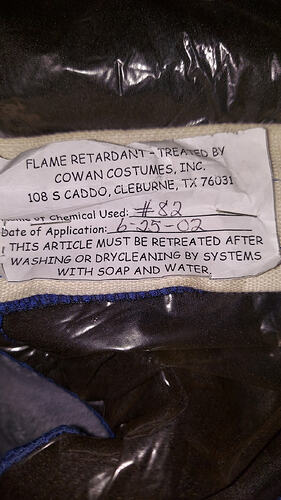 FLAME RETARDANT - TREATED BY
COWAN COSTUMES, INC.
108 S CADDO, CLEBURNE, TX 76031
of Chemical Used: #82
Date of Application: 6-25-02
THIS ARTICLE MUST BE RETREATED AFTER
WASHING OR DRYCLEANING BY SYSTEMS
WITH SOAP AND WATER.